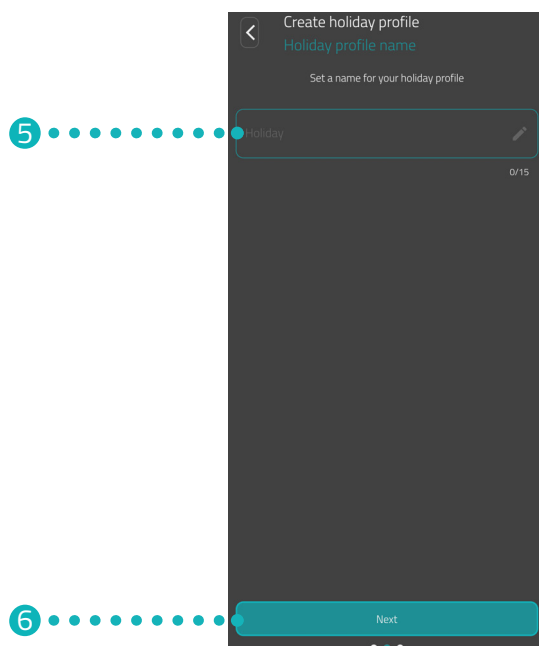 Create holiday profile
Holiday profile name
Set a name for your holiday profile
5
Holiday
0/15
6
Next